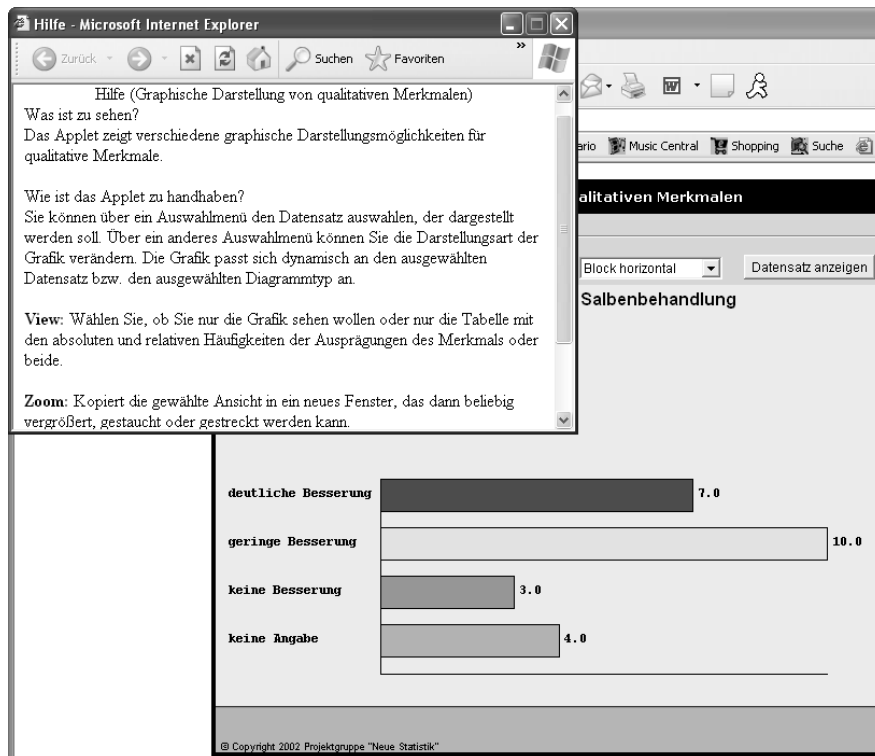 Hilfe - Microsoft Internet Explorer
Zurück
Suchen
Favoriten
»
Hilfe (Graphische Darstellung von qualitativen Merkmalen)
Was ist zu sehen?
Das Applet zeigt verschiedene graphische Darstellungsmöglichkeiten für
qualitative Merkmale.
Wie ist das Applet zu handhaben?
Sie können über ein Auswahlmenü den Datensatz auswählen, der dargestellt
werden soll. Über ein anderes Auswahlmenü können Sie die Darstellungsart der
Grafik verändern. Die Grafik passt sich dynamisch an den ausgewählten
Datensatz bzw. den ausgewählten Diagrammtyp an.
View: Wählen Sie, ob Sie nur die Grafik sehen wollen oder nur die Tabelle mit
den absoluten und relativen Häufigkeiten der Ausprägungen des Merkmals oder
beide.
Zoom: Kopiert die gewählte Ansicht in ein neues Fenster, das dann beliebig
vergrößert, gestaucht oder gestreckt werden kann.
W
ario Music Central Shopping Suche
alitativen Merkmalen
Block horizontal Datensatz anzeigen
Salbenbehandlung
deutliche Besserung 7.0
geringe Besserung 10.0
keine Besserung 3.0
keine Angabe 4.0
© Copyright 2002 Projektgruppe "Neue Statistik"